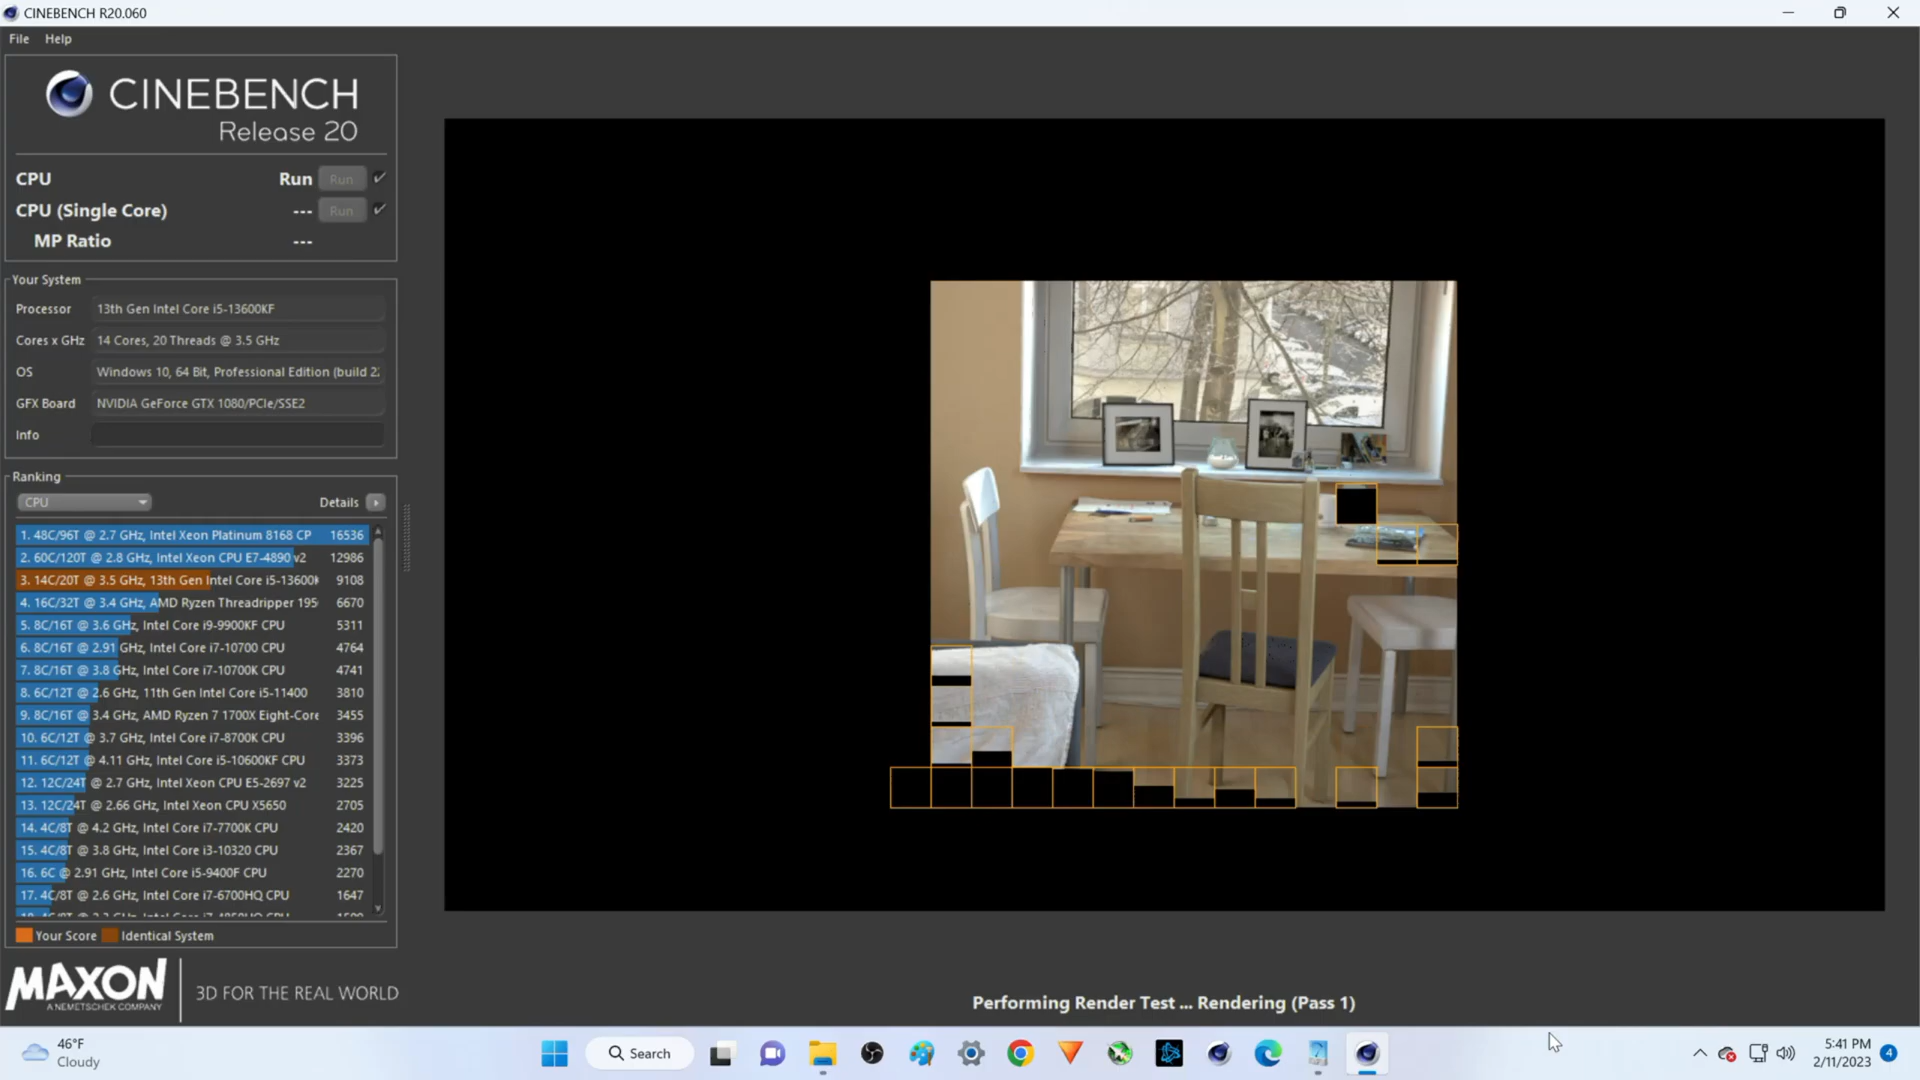 CINEBENCH R20.060
File Help
CINEBENCH
Release 20
CPU Run Run
CPU (Single Core) --- Run
MP Ratio ---
Your System
Processor 13th Gen Intel Core i5-13600KF
Cores x GHz 14 Cores, 20 Threads @ 3.5 GHz
OS Windows 10, 64 Bit, Professional Edition (build 22
GFX Board NVIDIA GeForce GTX 1080/PCIe/SSE2
Info
Ranking
CPU Details
1. 48C/96T @ 2.7 GHz, Intel Xeon Platinum 8168 CP 16536
2. 60C/120T @ 2.8 GHz, Intel Xeon CPU E7-4890 v2 12986
3. 14C/20T @ 3.5 GHz, 13th Gen Intel Core i5-13600K 9108
4. 16C/32T @ 3.4 GHz, AMD Ryzen Threadripper 195 6670
5. 8C/16T @ 3.6 GHz, Intel Core i9-9900KF CPU 5311
6. 8C/16T @ 2.91 GHz, Intel Core i7-10700 CPU 4764
7. 8C/16T @ 3.8 GHz, Intel Core i7-10700K CPU 4741
8. 6C/12T @ 2.6 GHz, 11th Gen Intel Core i5-11400 3810
9. 8C/16T @ 3.4 GHz, AMD Ryzen 7 1700X Eight-Core 3455
10. 6C/12T @ 3.7 GHz, Intel Core i7-8700K CPU 3396
11. 6C/12T @ 4.11 GHz, Intel Core i5-10600KF CPU 3373
12. 12C/24T @ 2.7 GHz, Intel Xeon CPU E5-2697 v2 3225
13. 12C/24T @ 2.66 GHz, Intel Xeon CPU X5650 2705
14. 4C/8T @ 4.2 GHz, Intel Core i7-7700K CPU 2420
15. 4C/8T @ 3.8 GHz, Intel Core i3-10320 CPU 2367
16. 6C @ 2.91 GHz, Intel Core i5-9400F CPU 2270
17. 4C/8T @ 2.6 GHz, Intel Core i7-6700HQ CPU 1647
Your Score Identical System
MAXON
A NEMETSCHEK COMPANY
3D FOR THE REAL WORLD
Performing Render Test ... Rendering (Pass 1)
46°F
Cloudy
Search
5:41 PM
2/11/2023
4